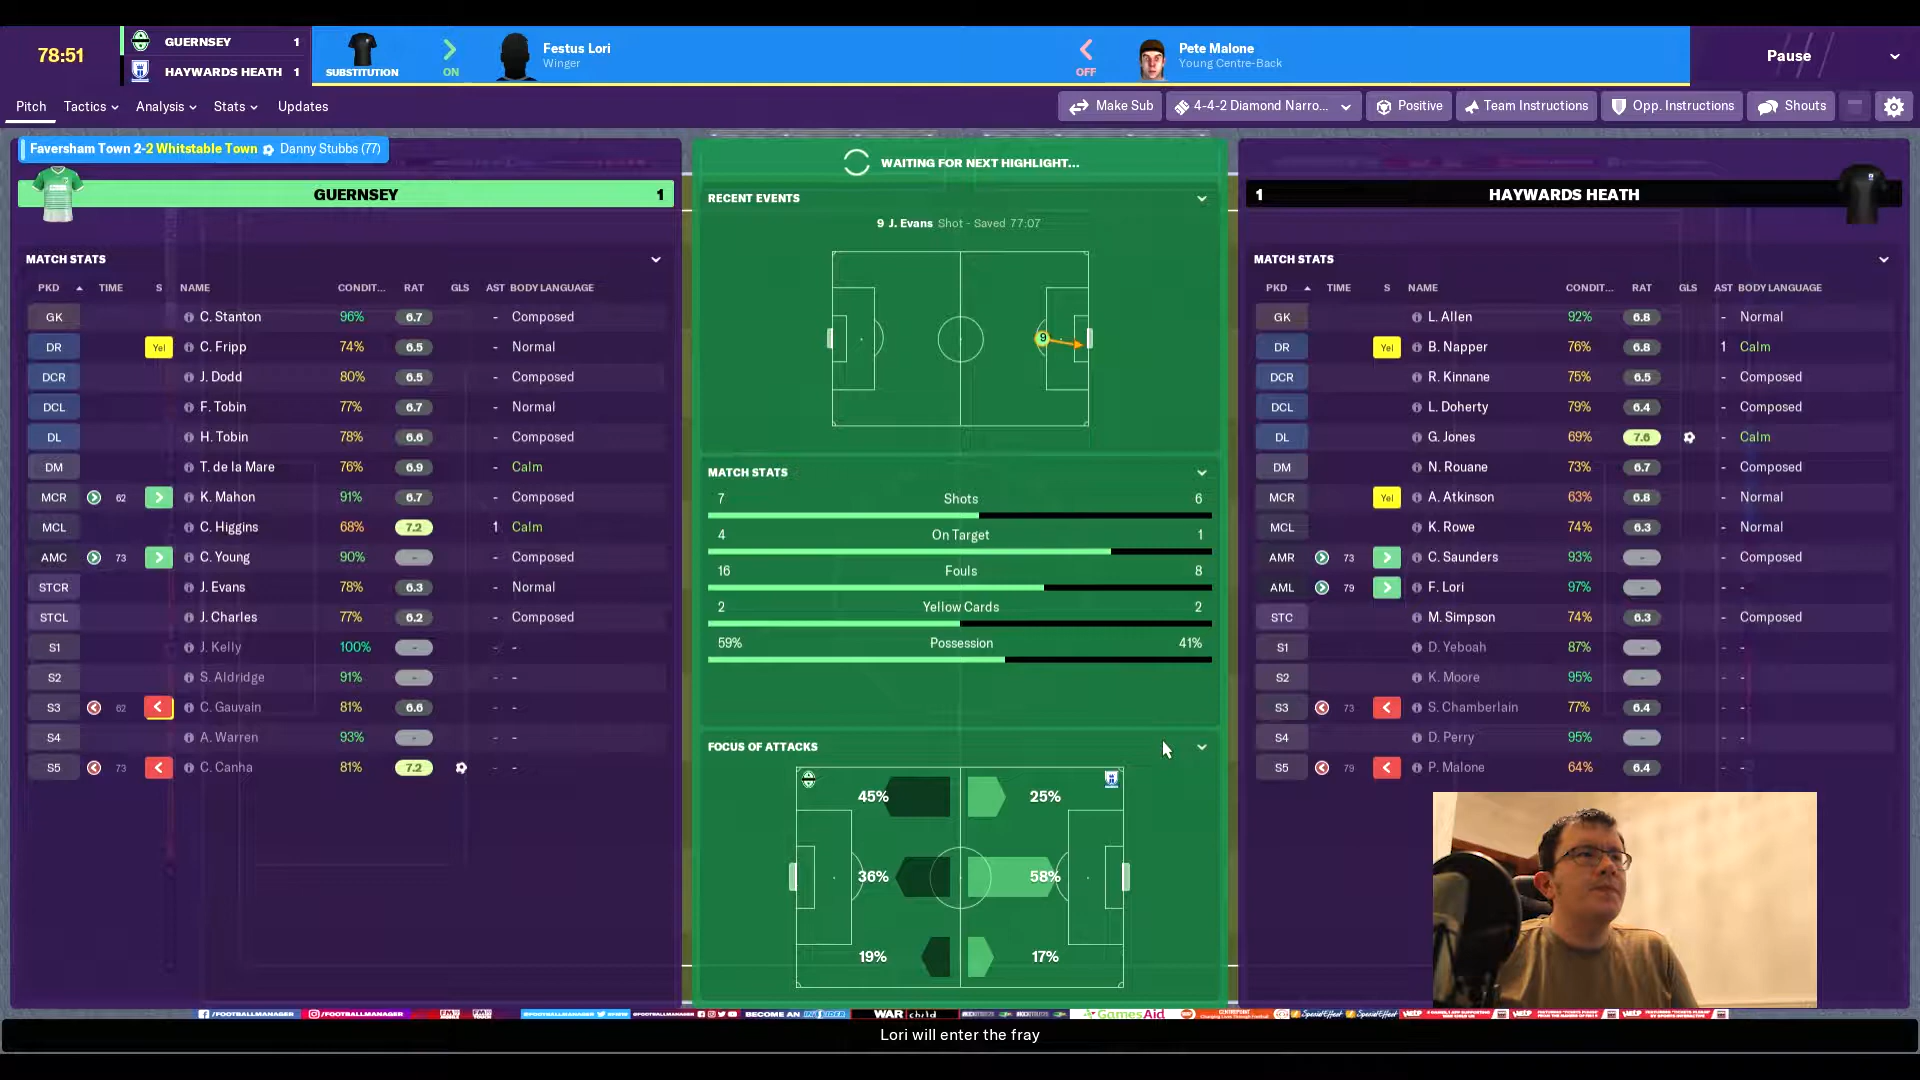 78:51
GUERNSEY 1
HAYWARDS HEATH 1
SUBSTITUTION
ON
Festus Lori
Winger
OFF
Pete Malone
Young Centre-Back
Pause
Pitch Tactics Analysis Stats Updates
Make Sub 4-4-2 Diamond Narro... Positive Team Instructions Opp. Instructions Shouts
Faversham Town 2-2 Whitstable Town Danny Stubbs (77)
GUERNSEY 1
MATCH STATS
PKD TIME S NAME CONDIT... RAT GLS AST BODY LANGUAGE
GK C. Stanton 96% 6.7 - Composed
DR Yel C. Fripp 74% 6.5 - Normal
DCR J. Dodd 80% 6.5 - Composed
DCL F. Tobin 77% 6.7 - Normal
DL H. Tobin 78% 6.6 - Composed
DM T. de la Mare 76% 6.9 - Calm
MCR 62 K. Mahon 91% 6.7 - Composed
MCL C. Higgins 68% 7.2 1 Calm
AMC 73 C. Young 90% - - Composed
STCR J. Evans 78% 6.3 - Normal
STCL J. Charles 77% 6.2 - Composed
S1 J. Kelly 100% - - -
S2 S. Aldridge 91% - - -
S3 62 C. Gauvain 81% 6.6 - -
S4 A. Warren 93% - - -
S5 73 C. Canha 81% 7.2 - -
WAITING FOR NEXT HIGHLIGHT...
RECENT EVENTS
9 J. Evans Shot - Saved 77:07
9
MATCH STATS
7 Shots 6
4 On Target 1
16 Fouls 8
2 Yellow Cards 2
59% Possession 41%
FOCUS OF ATTACKS
45% 25%
36% 58%
19% 17%
1 HAYWARDS HEATH
MATCH STATS
PKD TIME S NAME CONDIT... RAT GLS AST BODY LANGUAGE
GK L. Allen 92% 6.8 - Normal
DR Yel B. Napper 76% 6.8 1 Calm
DCR R. Kinnane 75% 6.5 - Composed
DCL L. Doherty 79% 6.4 - Composed
DL G. Jones 69% 7.6 - Calm
DM N. Rouane 73% 6.7 - Composed
MCR Yel A. Atkinson 63% 6.8 - Normal
MCL K. Rowe 74% 6.3 - Normal
AMR 73 C. Saunders 93% - - Composed
AML 79 F. Lori 97% - - -
STC M. Simpson 74% 6.3 - Composed
S1 D. Yeboah 87% - - -
S2 K. Moore 95% - - -
S3 73 S. Chamberlain 77% 6.4 - -
S4 D. Perry 95% - - -
S5 79 P. Malone 64% 6.4 - -
/FOOTBALLMANAGER /FOOTBALLMANAGER BECOME AN INSIDER WAR child GamesAid SpecialEffect SpecialEffect
Lori will enter the fray